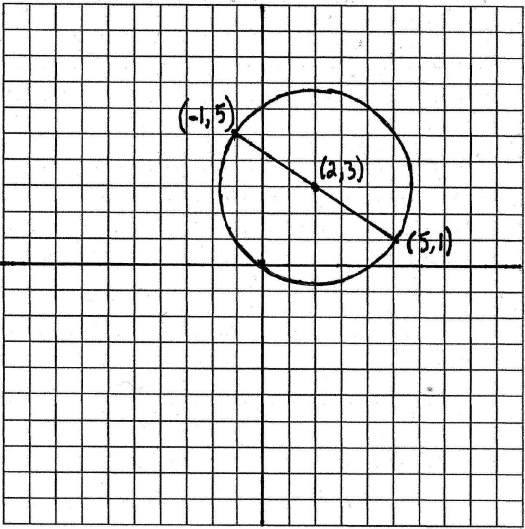 (-1,5)
(2,3)
(5,1)